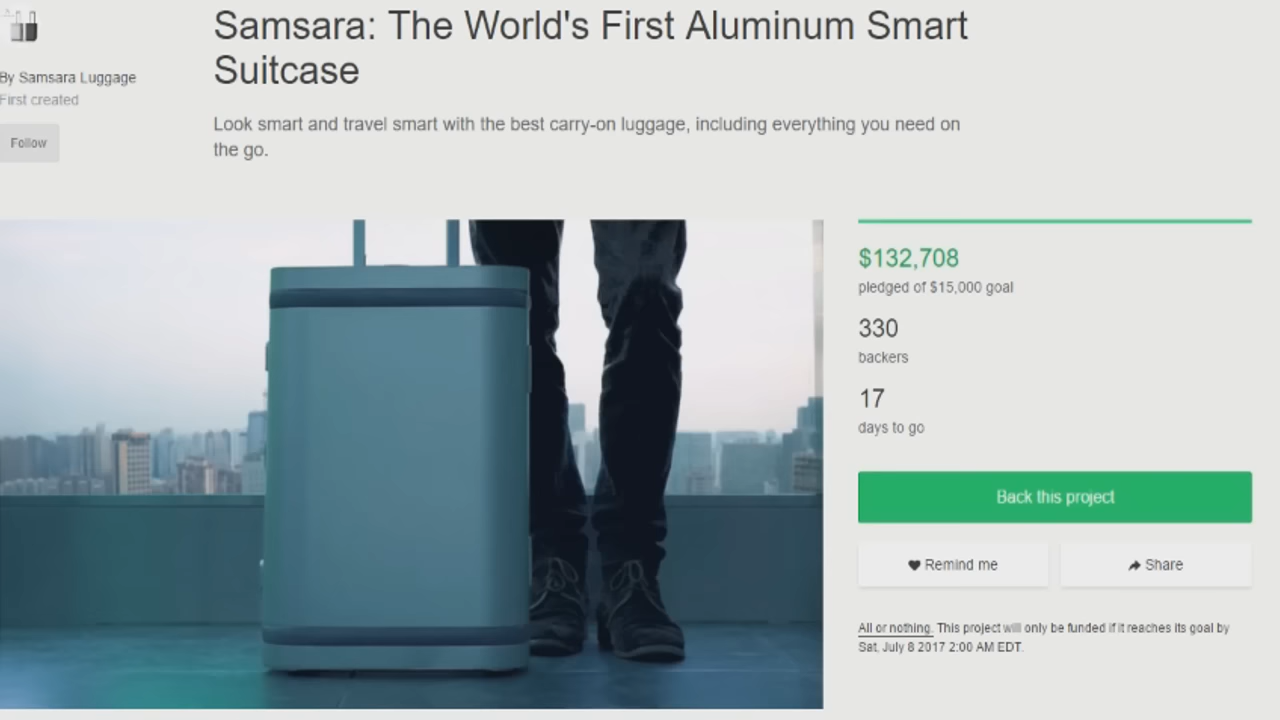 Samsara: The World's First Aluminum Smart
Suitcase
By Samsara Luggage
First created
Follow
Look smart and travel smart with the best carry-on luggage, including everything you need on
the go.
$132,708
pledged of $15,000 goal
330
backers
17
days to go
Back this project
Remind me
Share
All or nothing. This project will only be funded if it reaches its goal by
Sat, July 8 2017 2:00 AM EDT.